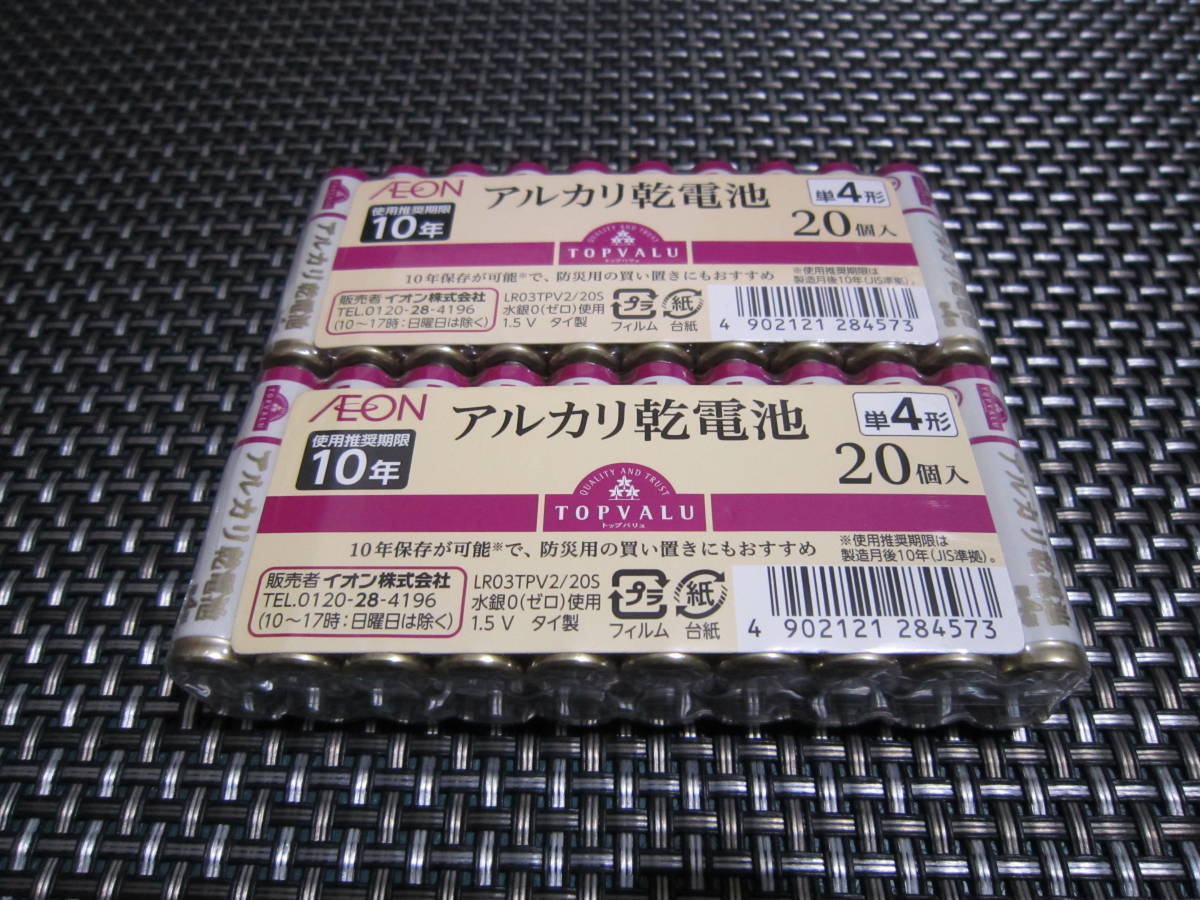 ÆON
アルカリ乾電池
単4形
使用推奨期限
10年
20個入
QUALITY AND TRUST
TOPVALU
トップバリュ
10年保存が可能※で、防災用の買い置きにもおすすめ
※使用推奨期限は
製造月後10年(JIS準拠)。
販売者 イオン株式会社
TEL.0120-28-4196
(10～17時:日曜日は除く)
LR03TPV2/20S
水銀0(ゼロ)使用
1.5 V タイ製
プラ
フィルム
紙
台紙
4 902121 284573
アルカリ乾電池
ÆON
アルカリ乾電池
単4形
使用推奨期限
10年
20個入
QUALITY AND TRUST
TOPVALU
トップバリュ
10年保存が可能※で、防災用の買い置きにもおすすめ
※使用推奨期限は
製造月後10年(JIS準拠)。
販売者 イオン株式会社
TEL.0120-28-4196
(10～17時:日曜日は除く)
LR03TPV2/20S
水銀0(ゼロ)使用
1.5 V タイ製
プラ
フィルム
紙
台紙
4 902121 284573
アルカリ乾電池